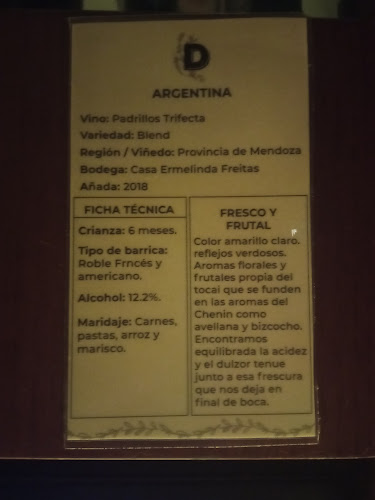 D
ARGENTINA
Vino: Padrillos Trifecta
Variedad: Blend
Región / Viñedo: Provincia de Mendoza
Bodega: Casa Ermelinda Freitas
Añada: 2018
FICHA TÉCNICA
Crianza: 6 meses.
Tipo de barrica:
Roble Frncés y
americano.
Alcohol: 12.2%.
Maridaje: Carnes,
pastas, arroz y
marisco.
FRESCO Y
FRUTAL
Color amarillo claro.
reflejos verdosos.
Aromas florales y
frutales propia del
tocai que se funden
en las aromas del
Chenin como
avellana y bizcocho.
Encontramos
equilibrada la acidez
y el dulzor tenue
junto a esa frescura
que nos deja en
final de boca.